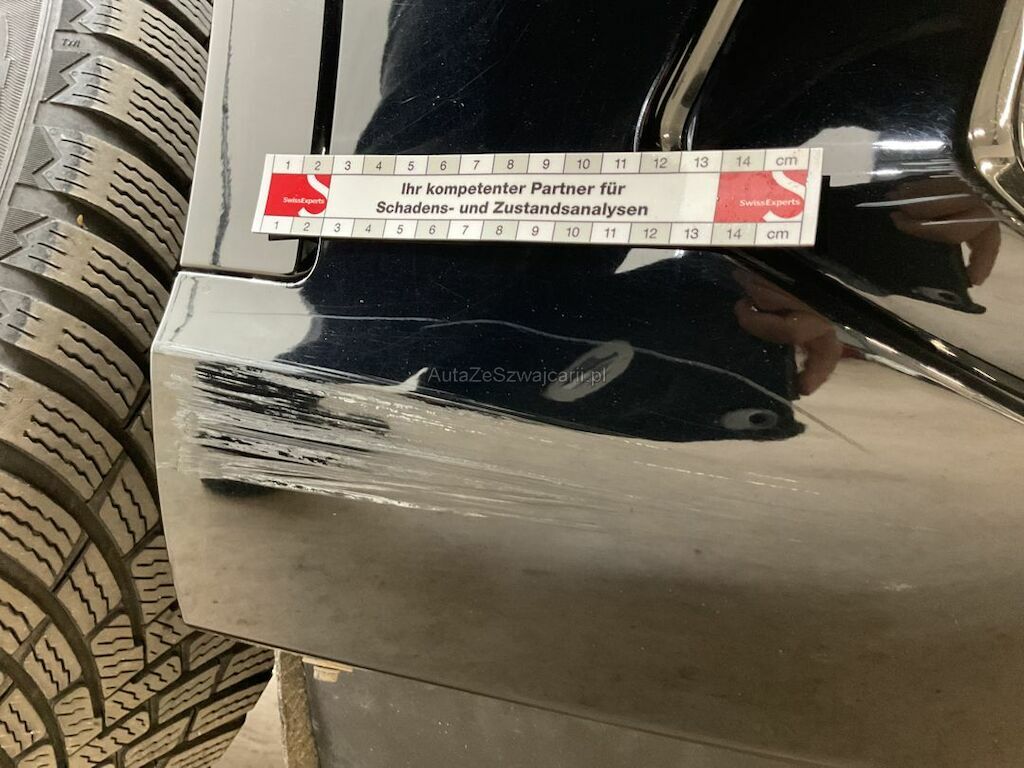 TM
1 2 3 4 5 6 7 8 9 10 11 12 13 14 cm
SwissExperts
Ihr kompetenter Partner für
Schadens- und Zustandsanalysen
SwissExperts
1 2 3 4 5 6 7 8 9 10 11 12 13 14 cm
AutaZeSzwajcarii.pl